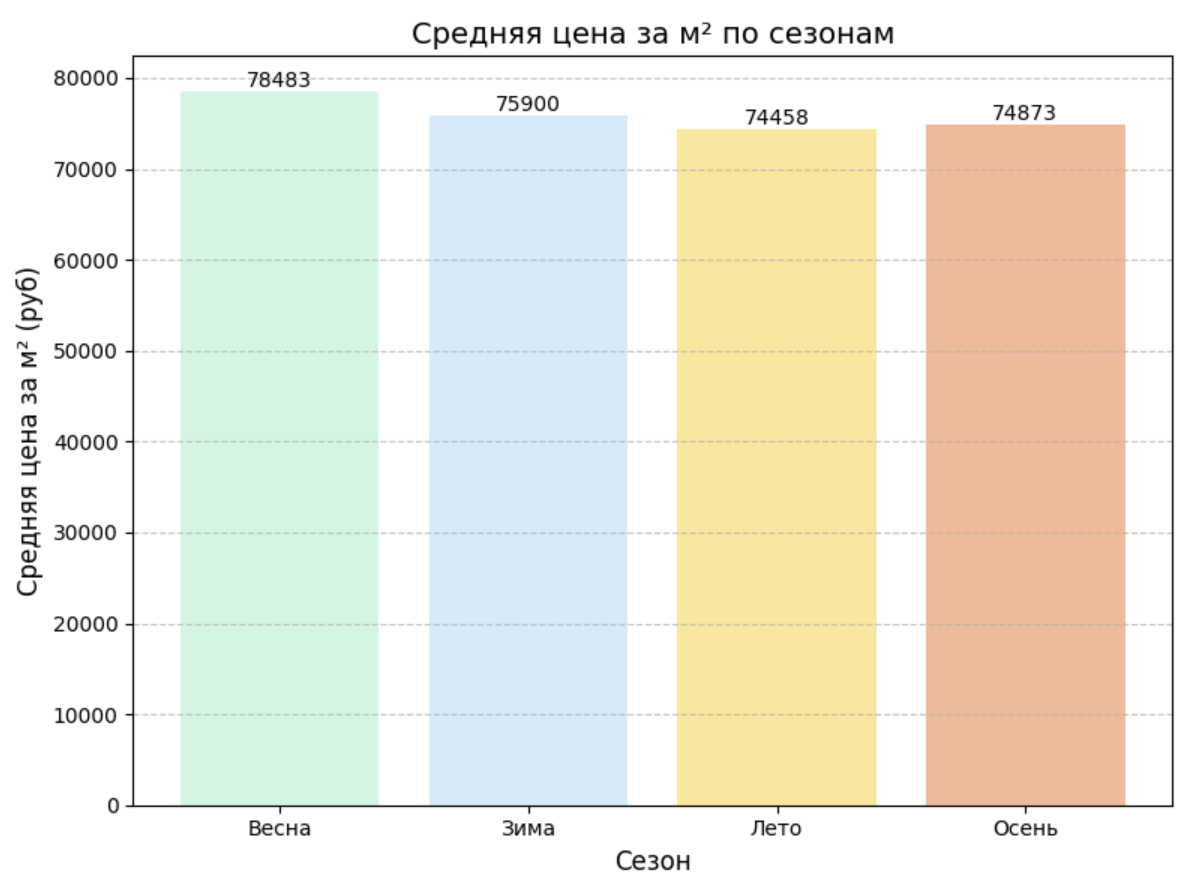 Средняя цена за м² по сезонам
Средняя цена за м² (руб)
80000
70000
60000
50000
40000
30000
20000
10000
0
78483
75900
74458
74873
Весна
Зима
Лето
Осень
Сезон